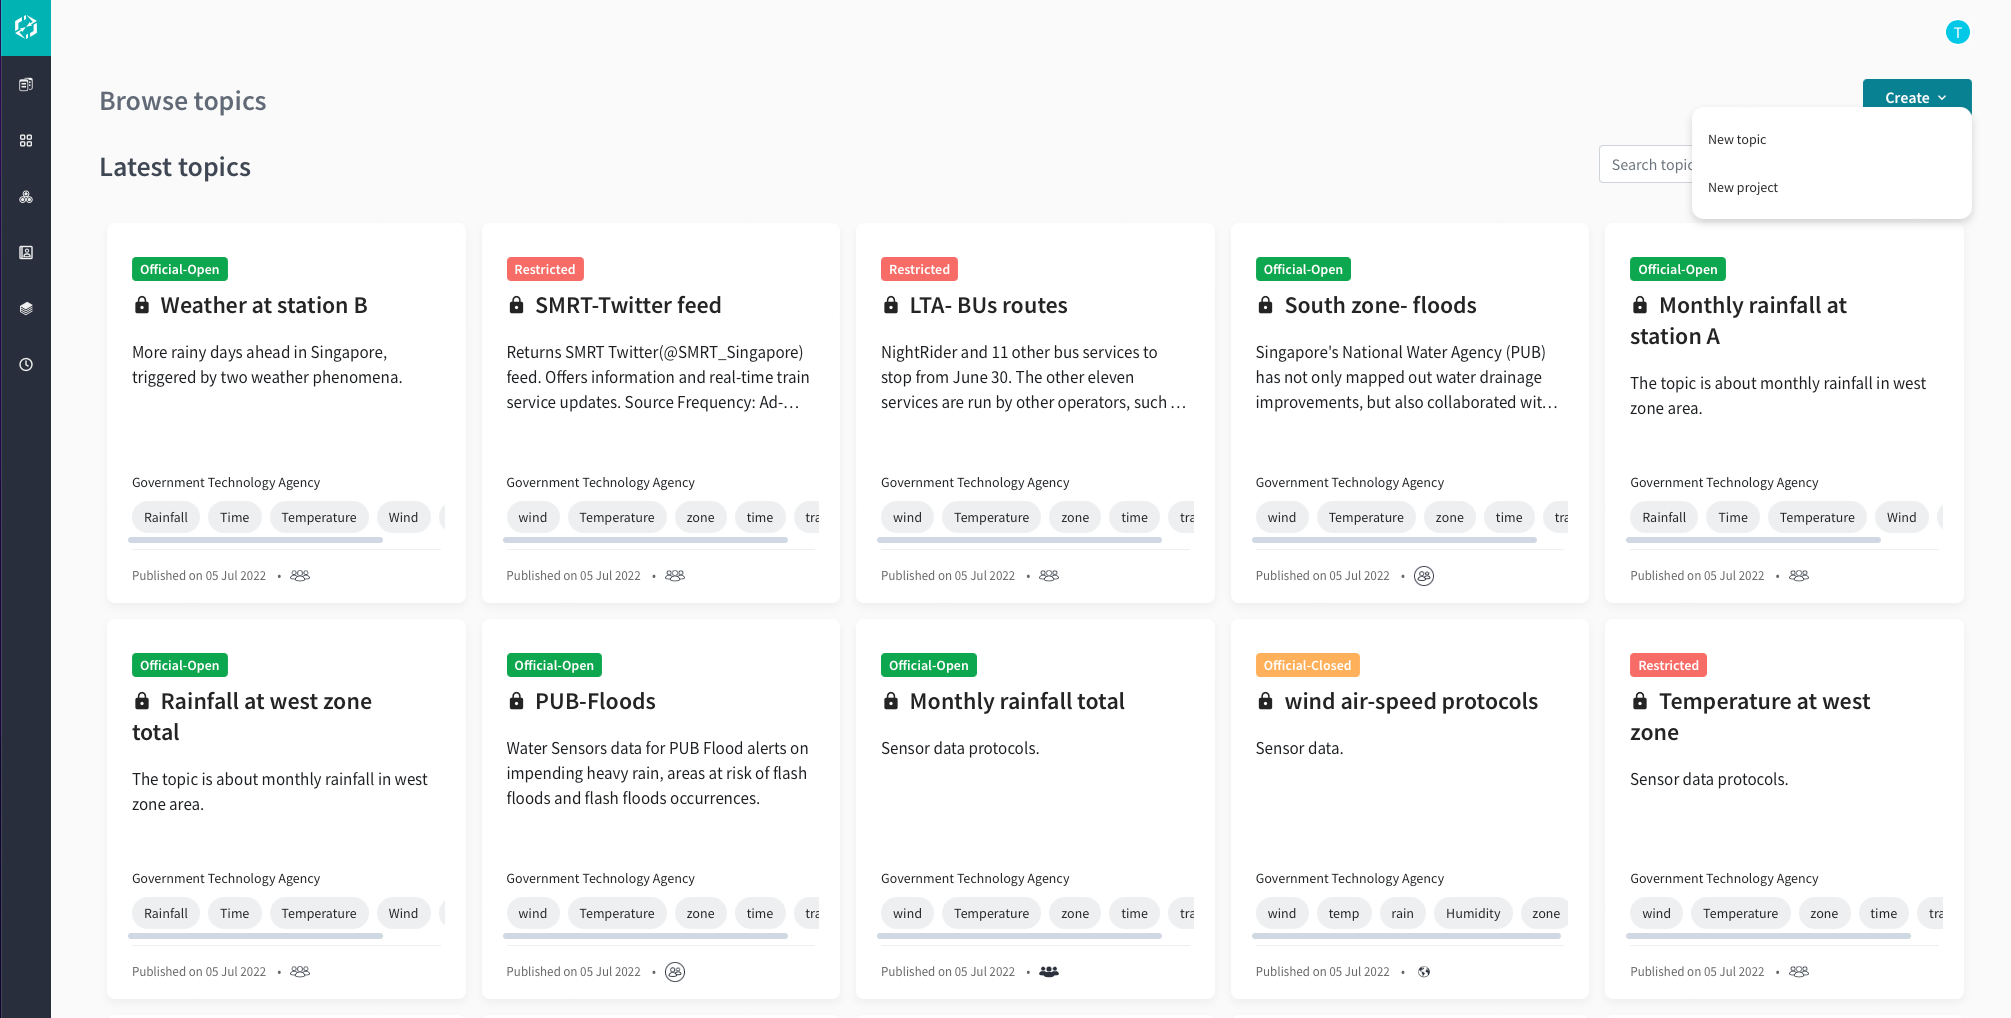 T
Browse topics
Create
New topic
New project
Latest topics
Search topic
Official-Open
Weather at station B
More rainy days ahead in Singapore,
triggered by two weather phenomena.
Government Technology Agency
Rainfall Time Temperature Wind
Published on 05 Jul 2022 •
Restricted
SMRT-Twitter feed
Returns SMRT Twitter(@SMRT_Singapore)
feed. Offers information and real-time train
service updates. Source Frequency: Ad-…
Government Technology Agency
wind Temperature zone time tra
Published on 05 Jul 2022 •
Restricted
LTA- BUs routes
NightRider and 11 other bus services to
stop from June 30. The other eleven
services are run by other operators, such …
Government Technology Agency
wind Temperature zone time tra
Published on 05 Jul 2022 •
Official-Open
South zone- floods
Singapore's National Water Agency (PUB)
has not only mapped out water drainage
improvements, but also collaborated wit…
Government Technology Agency
wind Temperature zone time tra
Published on 05 Jul 2022 •
Official-Open
Monthly rainfall at
station A
The topic is about monthly rainfall in west
zone area.
Government Technology Agency
Rainfall Time Temperature Wind
Published on 05 Jul 2022 •
Official-Open
Rainfall at west zone
total
The topic is about monthly rainfall in west
zone area.
Government Technology Agency
Rainfall Time Temperature Wind
Published on 05 Jul 2022 •
Official-Open
PUB-Floods
Water Sensors data for PUB Flood alerts on
impending heavy rain, areas at risk of flash
floods and flash floods occurrences.
Government Technology Agency
wind Temperature zone time tra
Published on 05 Jul 2022 •
Official-Open
Monthly rainfall total
Sensor data protocols.
Government Technology Agency
wind Temperature zone time tra
Published on 05 Jul 2022 •
Official-Closed
wind air-speed protocols
Sensor data.
Government Technology Agency
wind temp rain Humidity zone
Published on 05 Jul 2022 •
Restricted
Temperature at west
zone
Sensor data protocols.
Government Technology Agency
wind Temperature zone time tra
Published on 05 Jul 2022 •